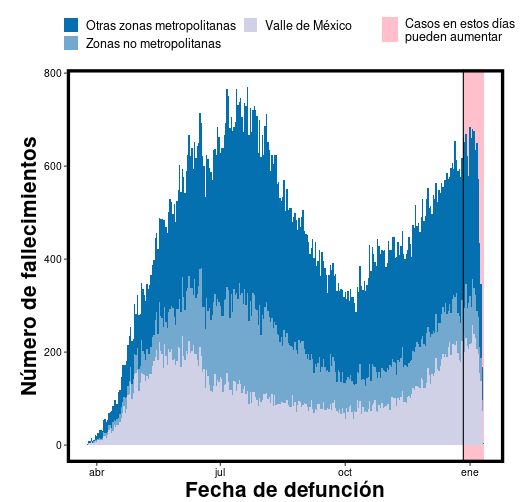 Otras zonas metropolitanas
Valle de México
Casos en estos días
pueden aumentar
Zonas no metropolitanas
800
600
400
200
0
Número de fallecimientos
abr
jul
oct
ene
Fecha de defunción